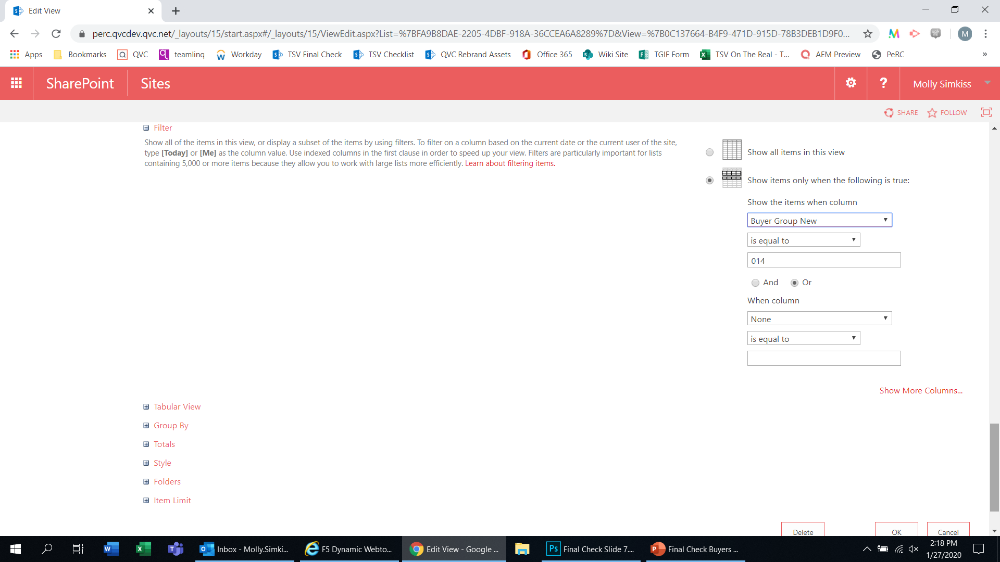 Edit View
perc.qvcdev.qvc.net/_layouts/15/start.aspx#/_layouts/15/ViewEdit.aspx?List=%7BFA9B8DAE-2205-4DBF-918A-36CCEA6A8289%7D&View=%7B0C137664-B4F9-471D-915D-78B3DEB1D9F0... M
Apps Bookmarks QVC teamlinq Workday TSV Final Check TSV Checklist QVC Rebrand Assets Office 365 Wiki Site TGIF Form TSV On The Real - T... AEM Preview PeRC »
SharePoint Sites ? Molly Simkiss
SHARE FOLLOW
Filter
Show all of the items in this view, or display a subset of the items by using filters. To filter on a column based on the current date or the current user of the site,
type [Today] or [Me] as the column value. Use indexed columns in the first clause in order to speed up your view. Filters are particularly important for lists
containing 5,000 or more items because they allow you to work with large lists more efficiently. Learn about filtering items.
Show all items in this view
Show items only when the following is true:
Show the items when column
Buyer Group New
is equal to
014
And Or
When column
None
is equal to
Show More Columns...
Tabular View
Group By
Totals
Style
Folders
Item Limit
Delete OK Cancel
Inbox - Molly.Simki... F5 Dynamic Webto... Edit View - Google ... Final Check Slide 7.... Final Check Buyers ...
2:18 PM
1/27/2020